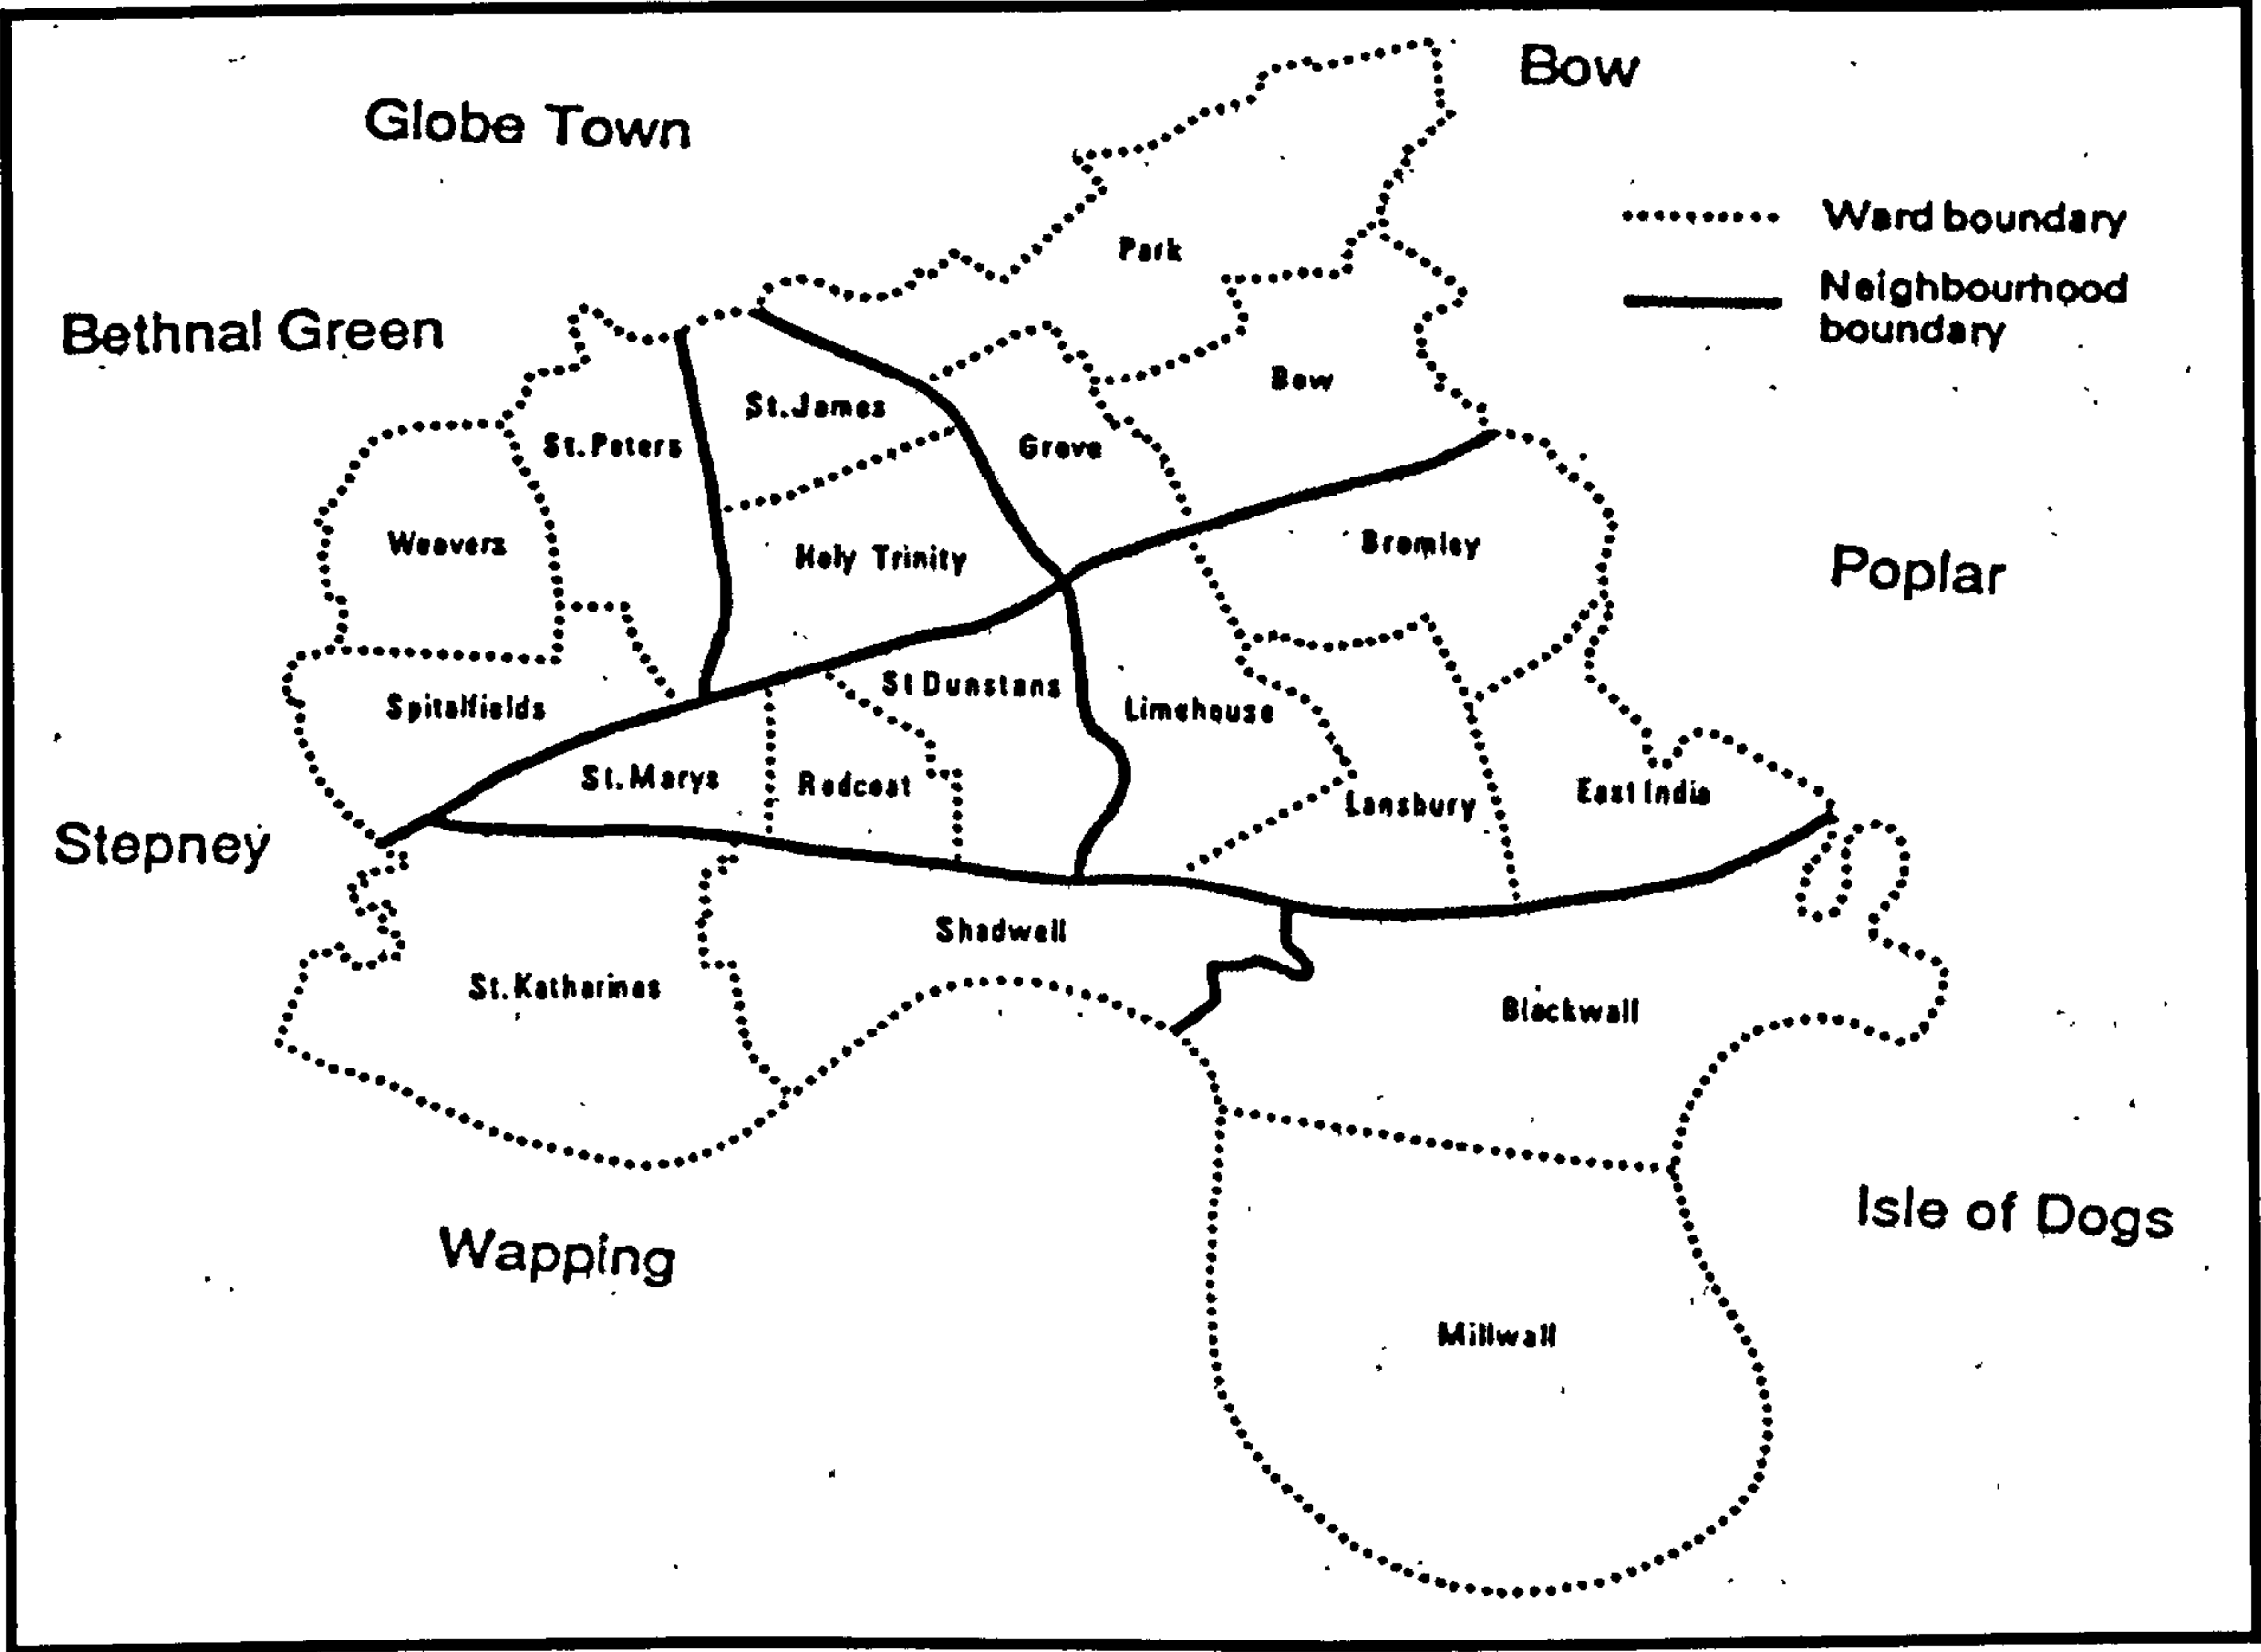 Bow
Globe Town
Ward boundary
Park
Neighbourhood
boundary
Bethnal Green
Bow
St. James
St. Peters
Grove
Weavers
Holy Trinity
Bromley
Poplar
Spitalfields
St Dunstans
Limehouse
St. Marys
Redcoat
Lansbury
East India
Stepney
Shadwell
St. Katharines
Blackwall
Isle of Dogs
Wapping
Millwall